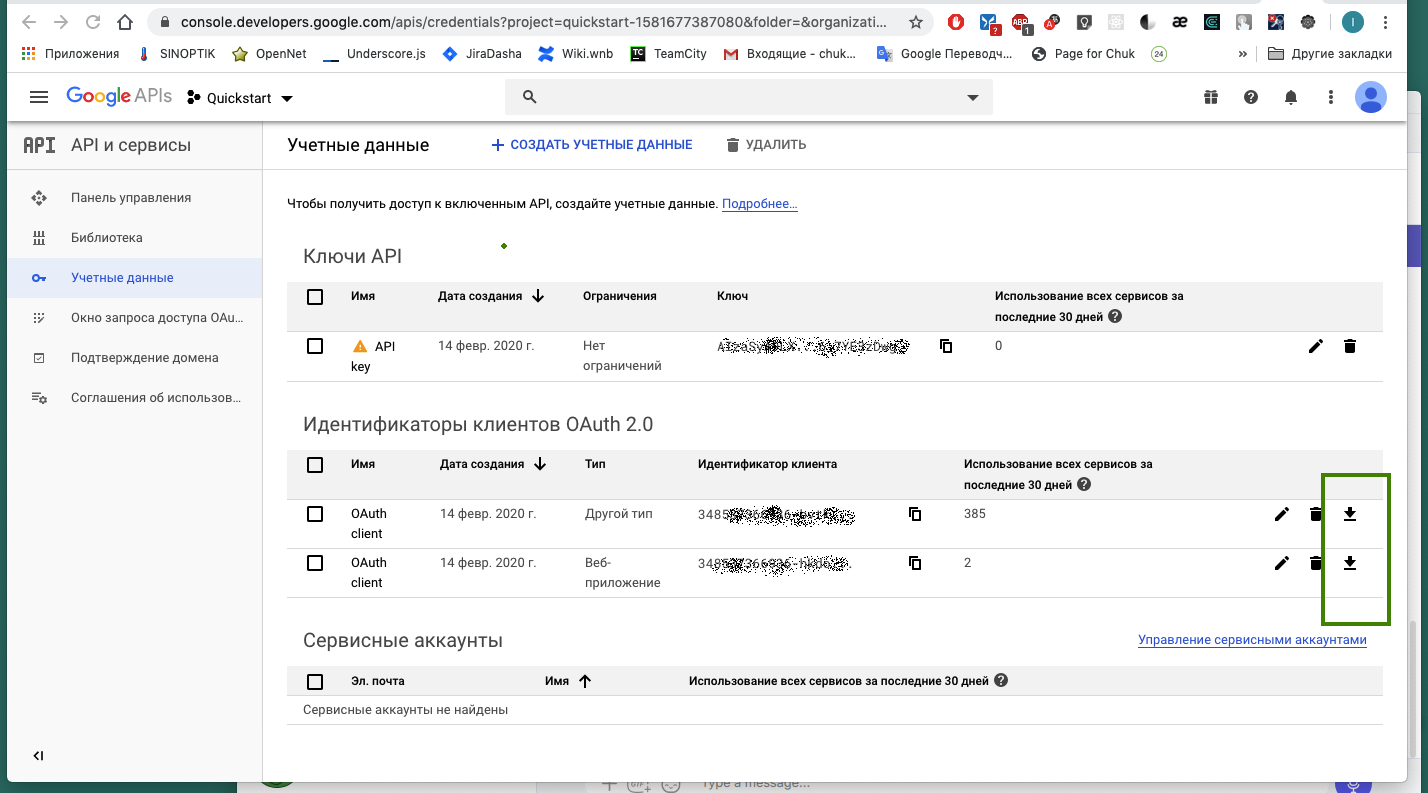 console.developers.google.com/apis/credentials?project=quickstart-1581677387080&folder=&organizati...
Приложения SINOPTIK OpenNet Underscore.js JiraDasha Wiki.wnb TeamCity Входящие - chuk... Google Переводч... Page for Chuk 24 » Другие закладки
Google APIs Quickstart
API API и сервисы
Учетные данные + СОЗДАТЬ УЧЕТНЫЕ ДАННЫЕ УДАЛИТЬ
Панель управления
Библиотека
Учетные данные
Окно запроса доступа OAu...
Подтверждение домена
Соглашения об использов...
Чтобы получить доступ к включенным API, создайте учетные данные. Подробнее...
Ключи API
Имя Дата создания Ограничения Ключ Использование всех сервисов за
последние 30 дней
API 14 февр. 2020 г. Нет 0
key ограничений
Идентификаторы клиентов OAuth 2.0
Имя Дата создания Тип Идентификатор клиента Использование всех сервисов за
последние 30 дней
OAuth 14 февр. 2020 г. Другой тип 385
client
OAuth 14 февр. 2020 г. Веб- 2
client приложение
Сервисные аккаунты Управление сервисными аккаунтами
Эл. почта Имя Использование всех сервисов за последние 30 дней
Сервисные аккаунты не найдены
Type a message...